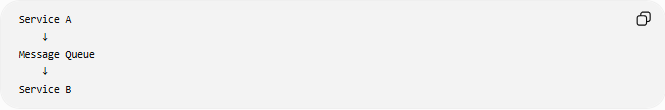 Service A
↓
Message Queue
↓
Service B